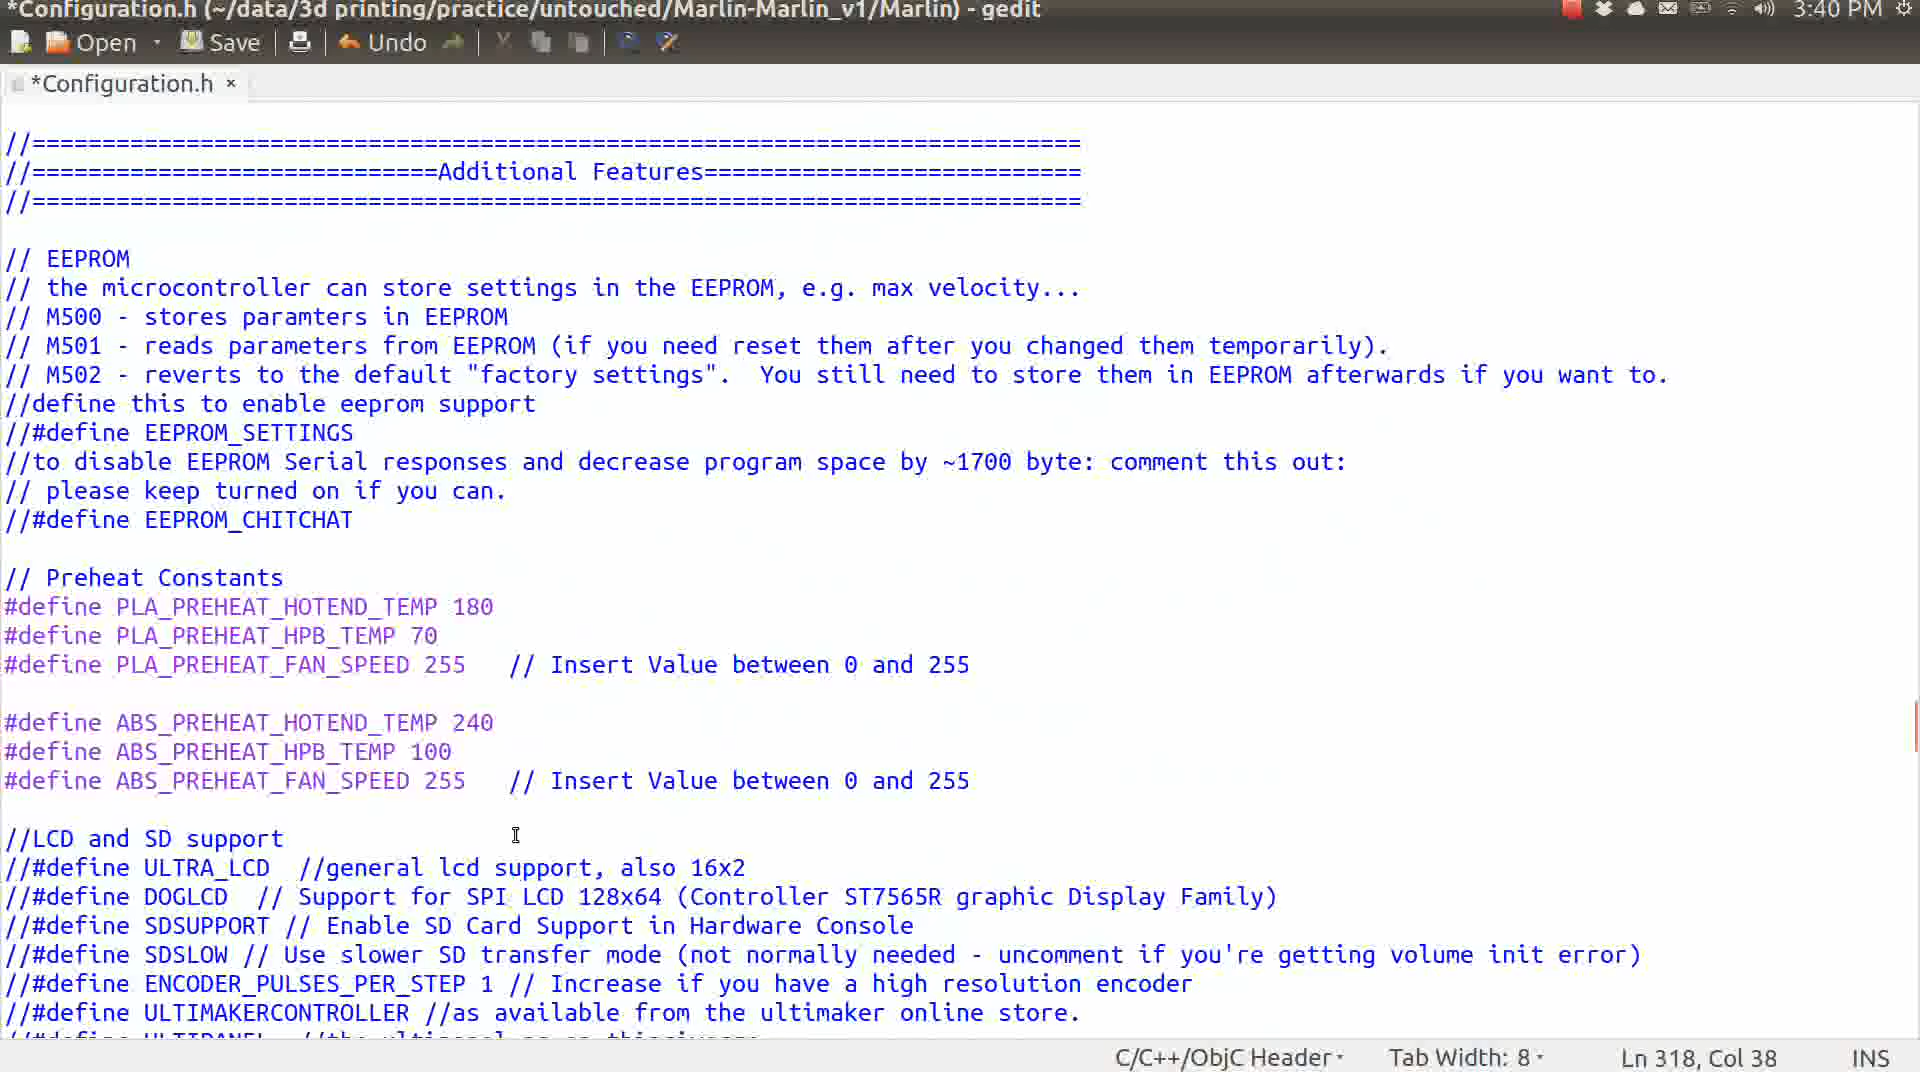 *Configuration.h (~/data/3d printing/practice/untouched/Marlin-Marlin_v1/Marlin) - gedit
3:40 PM
Open
Save
Undo
*Configuration.h ×
//===========================================================================
//=============================Additional Features===========================
//===========================================================================
// EEPROM
// the microcontroller can store settings in the EEPROM, e.g. max velocity...
// M500 - stores paramters in EEPROM
// M501 - reads parameters from EEPROM (if you need reset them after you changed them temporarily).
// M502 - reverts to the default "factory settings".  You still need to store them in EEPROM afterwards if you want to.
//define this to enable eeprom support
//#define EEPROM_SETTINGS
//to disable EEPROM Serial responses and decrease program space by ~1700 byte: comment this out:
// please keep turned on if you can.
//#define EEPROM_CHITCHAT
// Preheat Constants
#define PLA_PREHEAT_HOTEND_TEMP 180
#define PLA_PREHEAT_HPB_TEMP 70
#define PLA_PREHEAT_FAN_SPEED 255   // Insert Value between 0 and 255
#define ABS_PREHEAT_HOTEND_TEMP 240
#define ABS_PREHEAT_HPB_TEMP 100
#define ABS_PREHEAT_FAN_SPEED 255   // Insert Value between 0 and 255
//LCD and SD support
//#define ULTRA_LCD  //general lcd support, also 16x2
//#define DOGLCD  // Support for SPI LCD 128x64 (Controller ST7565R graphic Display Family)
//#define SDSUPPORT // Enable SD Card Support in Hardware Console
//#define SDSLOW // Use slower SD transfer mode (not normally needed - uncomment if you're getting volume init error)
//#define ENCODER_PULSES_PER_STEP 1 // Increase if you have a high resolution encoder
//#define ULTIMAKERCONTROLLER //as available from the ultimaker online store.
C/C++/ObjC Header
Tab Width: 8
Ln 318, Col 38
INS